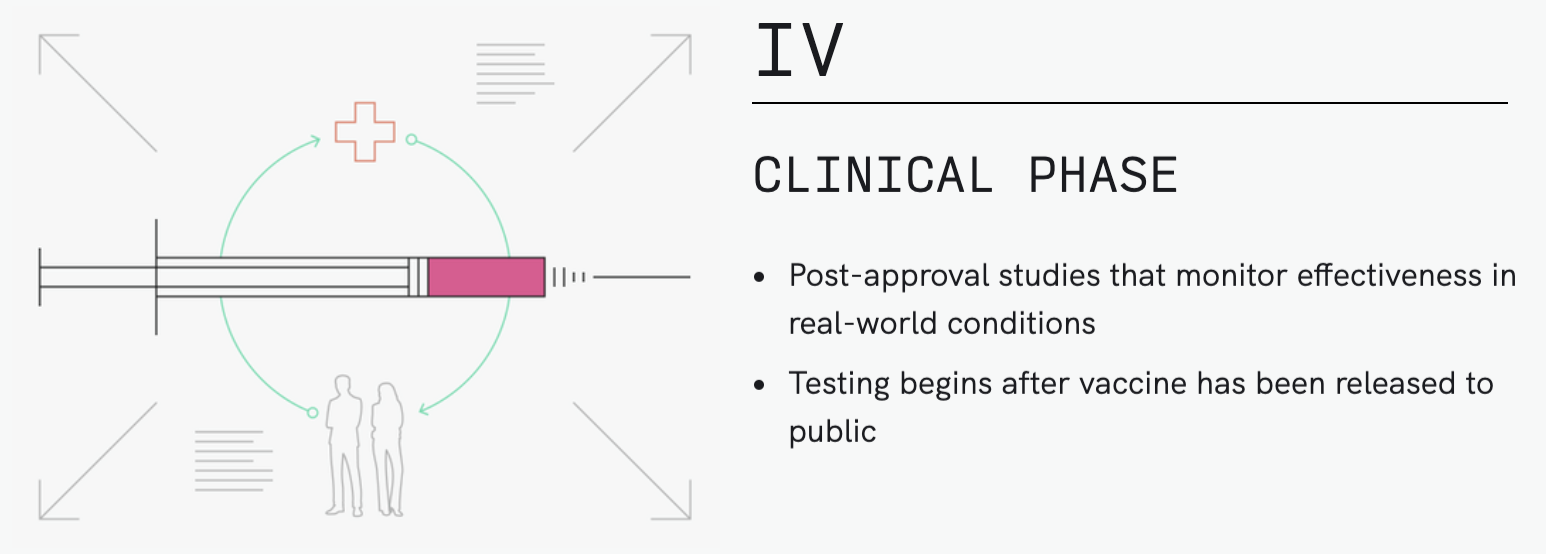 IV
CLINICAL PHASE
• Post-approval studies that monitor effectiveness in
real-world conditions
• Testing begins after vaccine has been released to
public